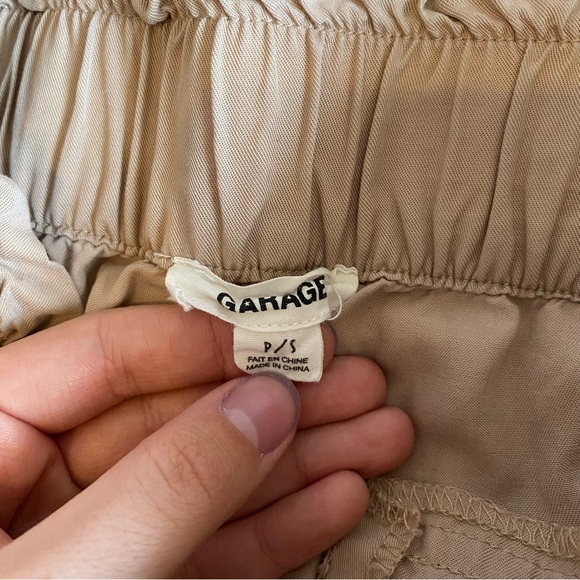 GARAGE
P/S
FAIT EN CHINE
MADE IN CHINA